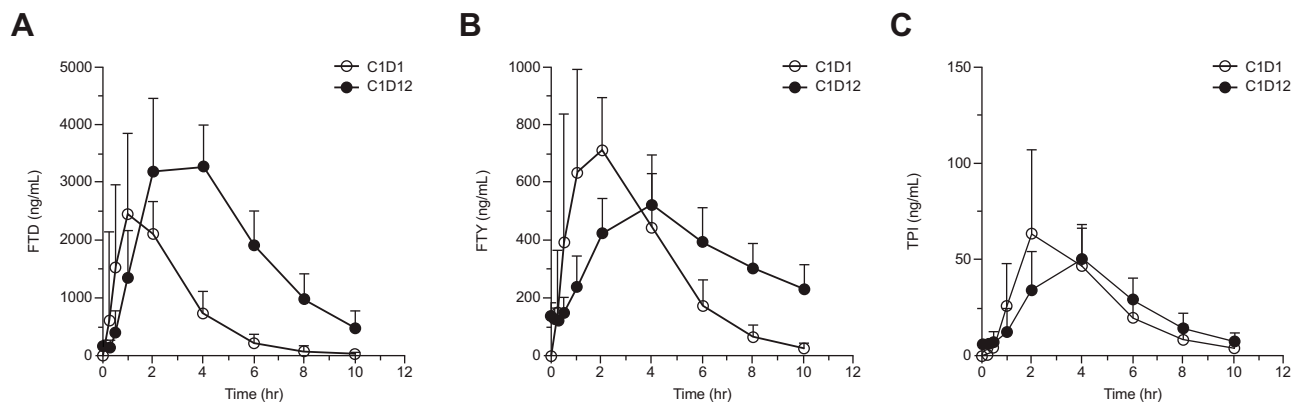 A
FTD (ng/mL)
5000
4000
3000
2000
1000
0
0 2 4 6 8 10 12
Time (hr)
C1D1
C1D12
B
FTY (ng/mL)
1000
800
600
400
200
0
0 2 4 6 8 10 12
Time (hr)
C1D1
C1D12
C
TPI (ng/mL)
150
100
50
0
0 2 4 6 8 10 12
Time (hr)
C1D1
C1D12